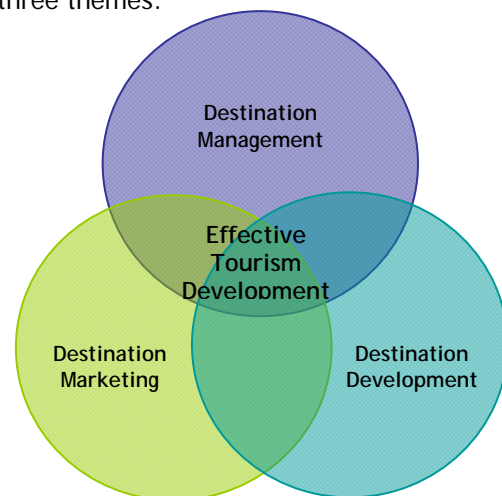 three themes:
Destination
Management
Effective
Tourism
Development
Destination
Marketing
Destination
Development